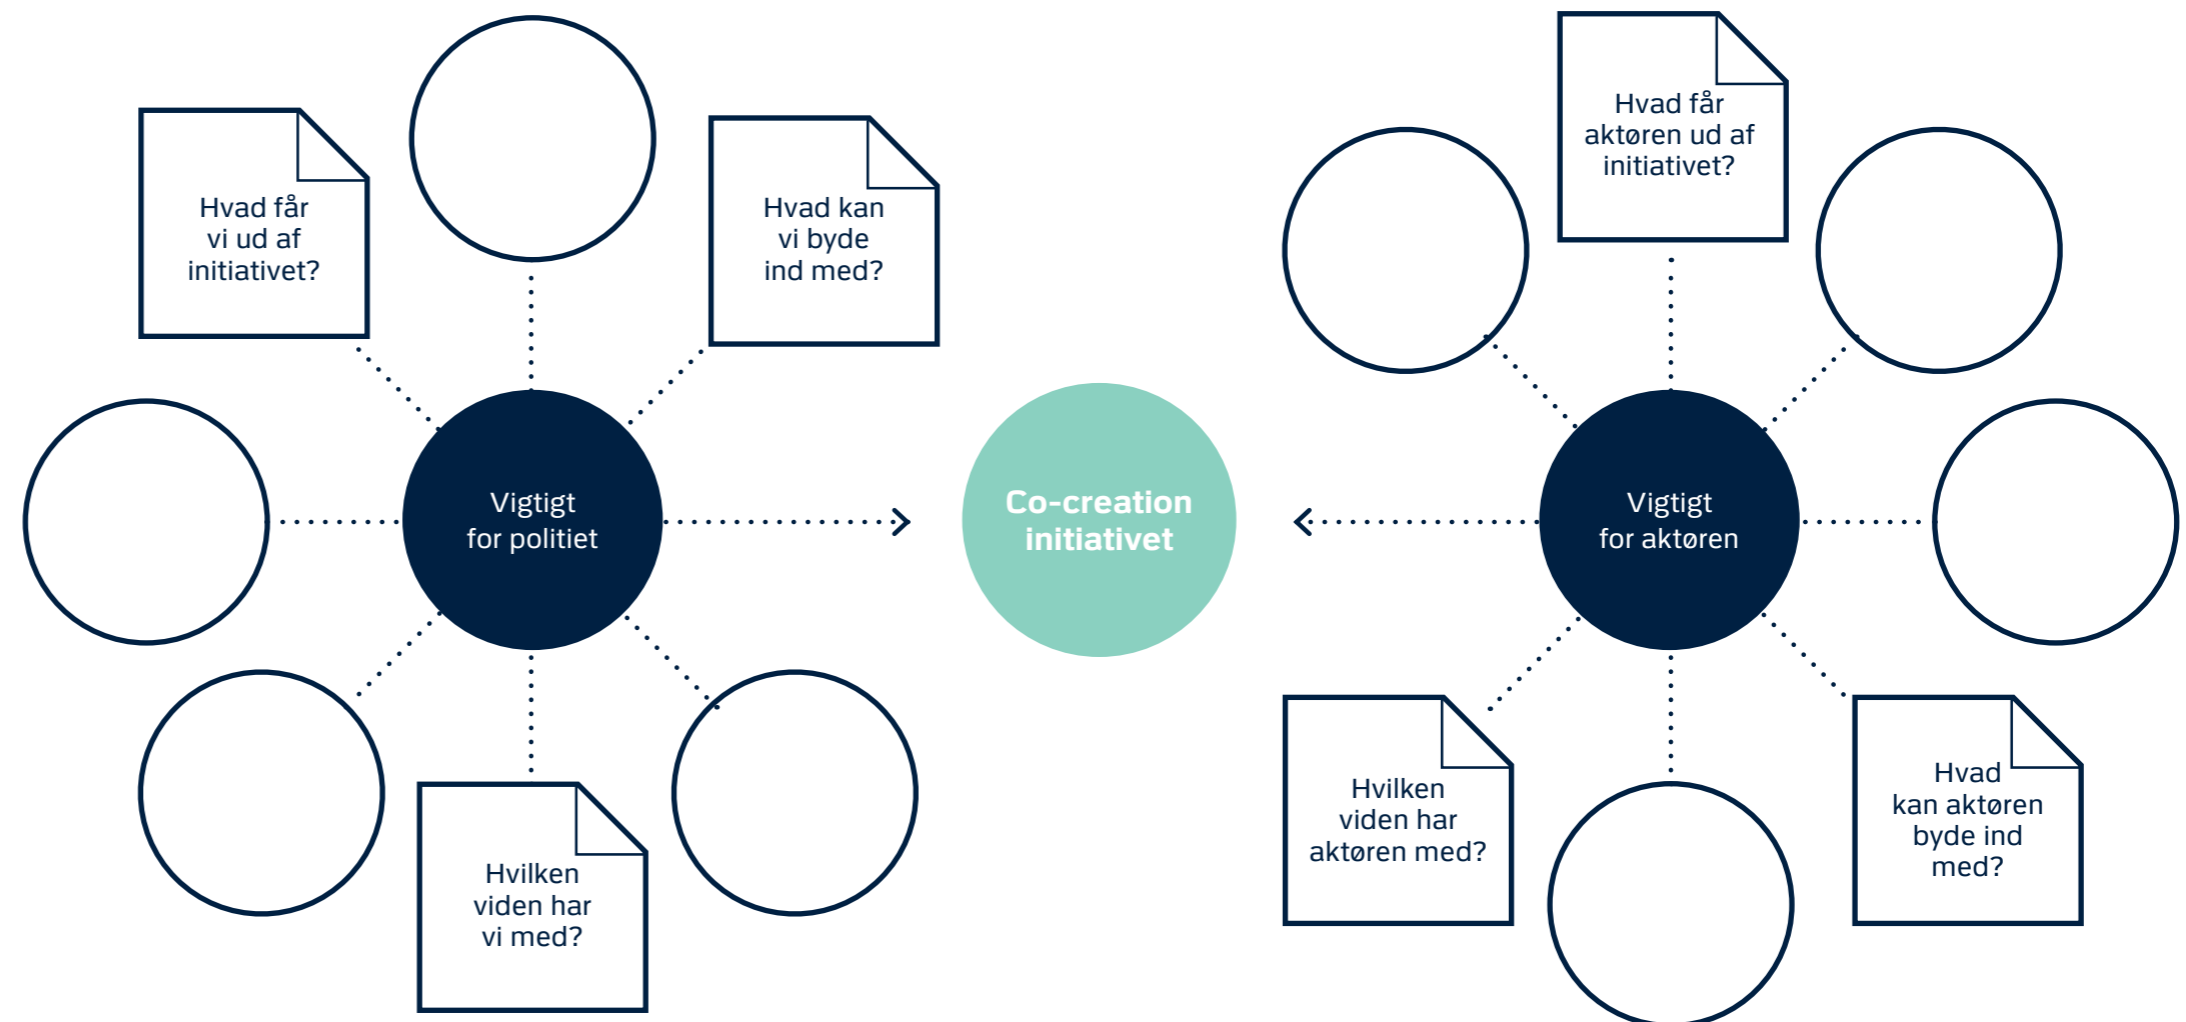 Hvad får
vi ud af
initiativet?
Hvad kan
vi byde
ind med?
Vigtigt
for politiet
Hvilken
viden har
vi med?
Co-creation
initiativet
Hvad får
aktøren ud af
initiativet?
Vigtigt
for aktøren
Hvilken
viden har
aktøren med?
Hvad
kan aktøren
byde ind
med?